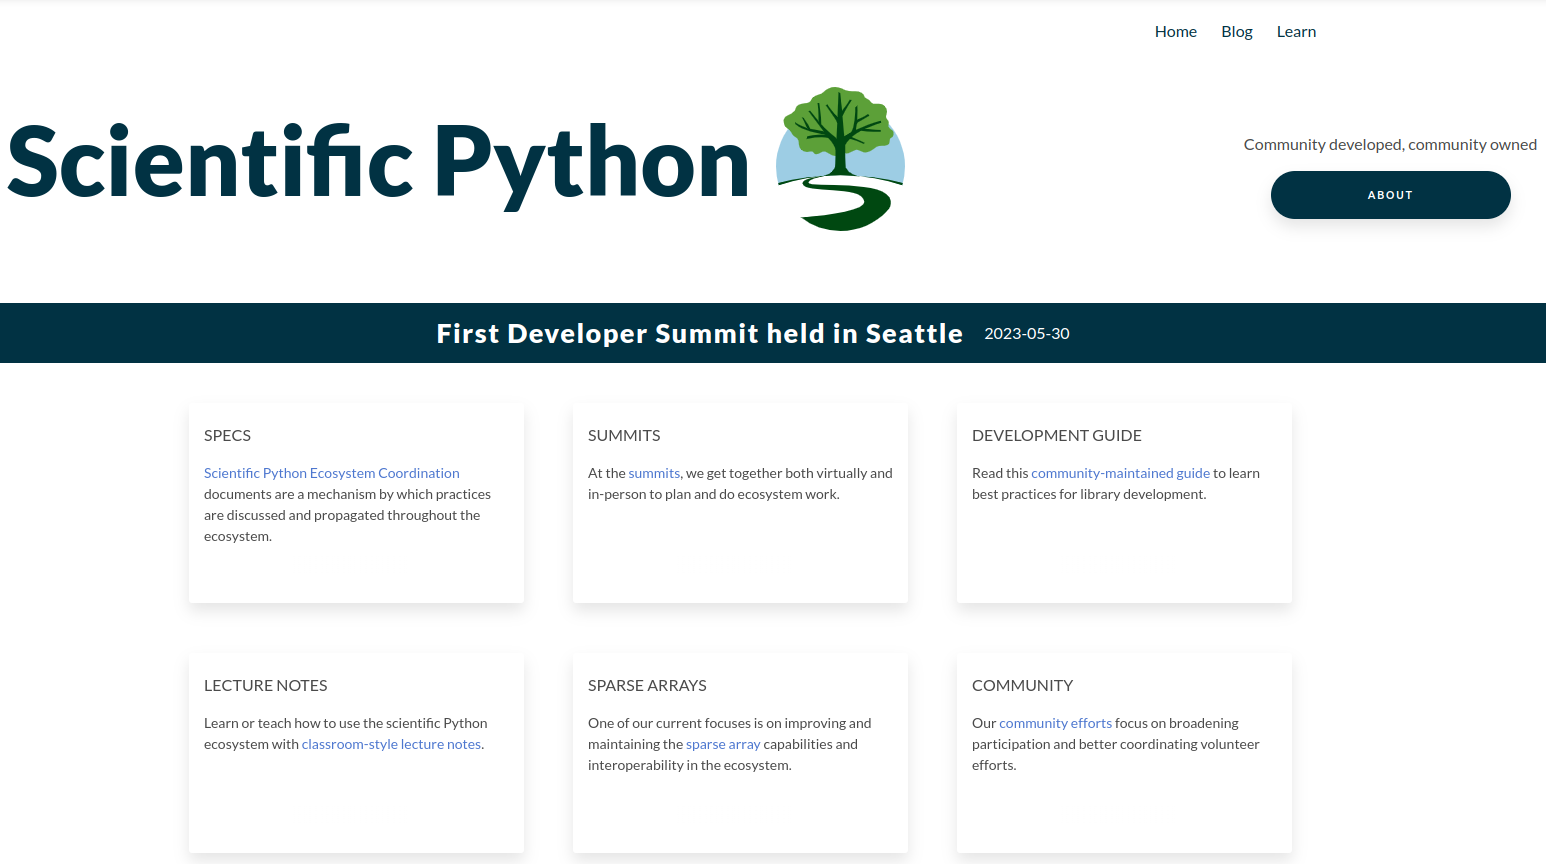 Home Blog Learn
Scientific Python
Community developed, community owned
ABOUT
First Developer Summit held in Seattle 2023-05-30
SPECS
Scientific Python Ecosystem Coordination
documents are a mechanism by which practices
are discussed and propagated throughout the
ecosystem.
SUMMITS
At the summits, we get together both virtually and
in-person to plan and do ecosystem work.
DEVELOPMENT GUIDE
Read this community-maintained guide to learn
best practices for library development.
LECTURE NOTES
Learn or teach how to use the scientific Python
ecosystem with classroom-style lecture notes.
SPARSE ARRAYS
One of our current focuses is on improving and
maintaining the sparse array capabilities and
interoperability in the ecosystem.
COMMUNITY
Our community efforts focus on broadening
participation and better coordinating volunteer
efforts.